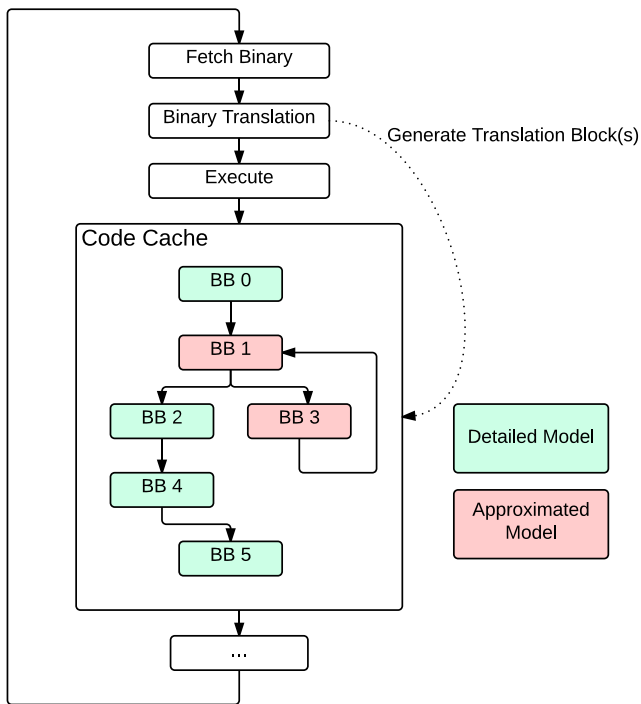 Fetch Binary
Binary Translation
Generate Translation Block(s)
Execute
Code Cache
BB 0
BB 1
BB 2
BB 3
BB 4
BB 5
Detailed Model
Approximated
Model
...